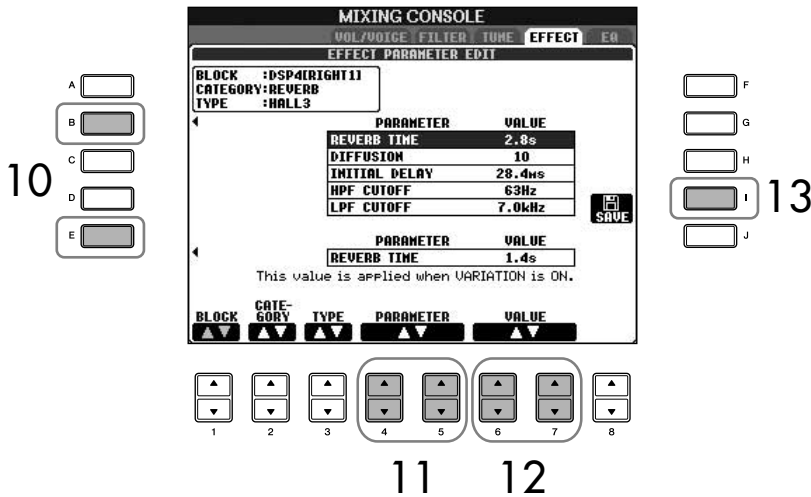 MIXING CONSOLE
VOL/VOICE FILTER TUNE EFFECT EQ
EFFECT PARAMETER EDIT
BLOCK :DSP4[RIGHT1]
CATEGORY:REVERB
TYPE :HALL3
PARAMETER VALUE
REVERB TIME 2.8s
DIFFUSION 10
INITIAL DELAY 28.4ms
HPF CUTOFF 63Hz
LPF CUTOFF 7.0kHz
SAVE
PARAMETER VALUE
REVERB TIME 1.4s
This value is applied when VARIATION is ON.
BLOCK CATE-GORY TYPE PARAMETER VALUE
A
B
C
D
E
10
F
G
H
I
J
13
1 2 3 4 5 6 7 8
11 12